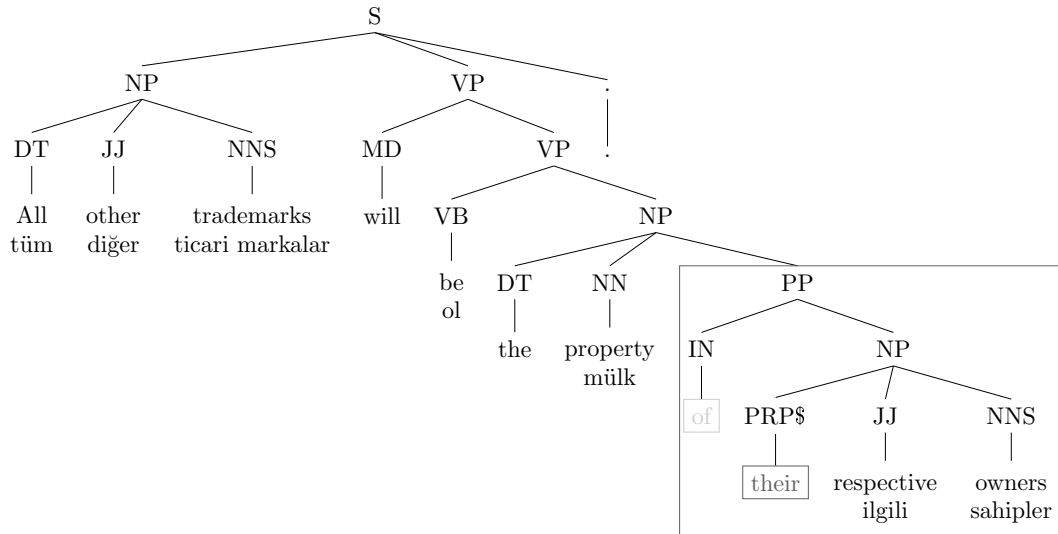 S
NP VP .
DT JJ NNS MD VP .
All other trademarks will VB NP
tüm diğer ticari markalar
be DT NN PP
ol
the property IN NP
mülk
of PRP$ JJ NNS
their respective owners
ilgili sahipler